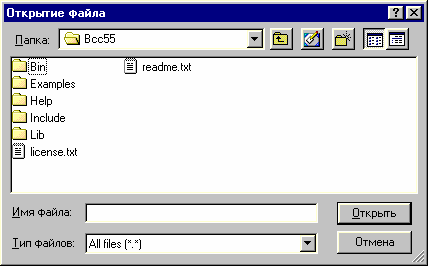 Открытие файла
Папка: Bcc55
Bin readme.txt
Examples
Help
Include
Lib
license.txt
Имя файла: Открыть
Тип файлов: All files (*.*) Отмена